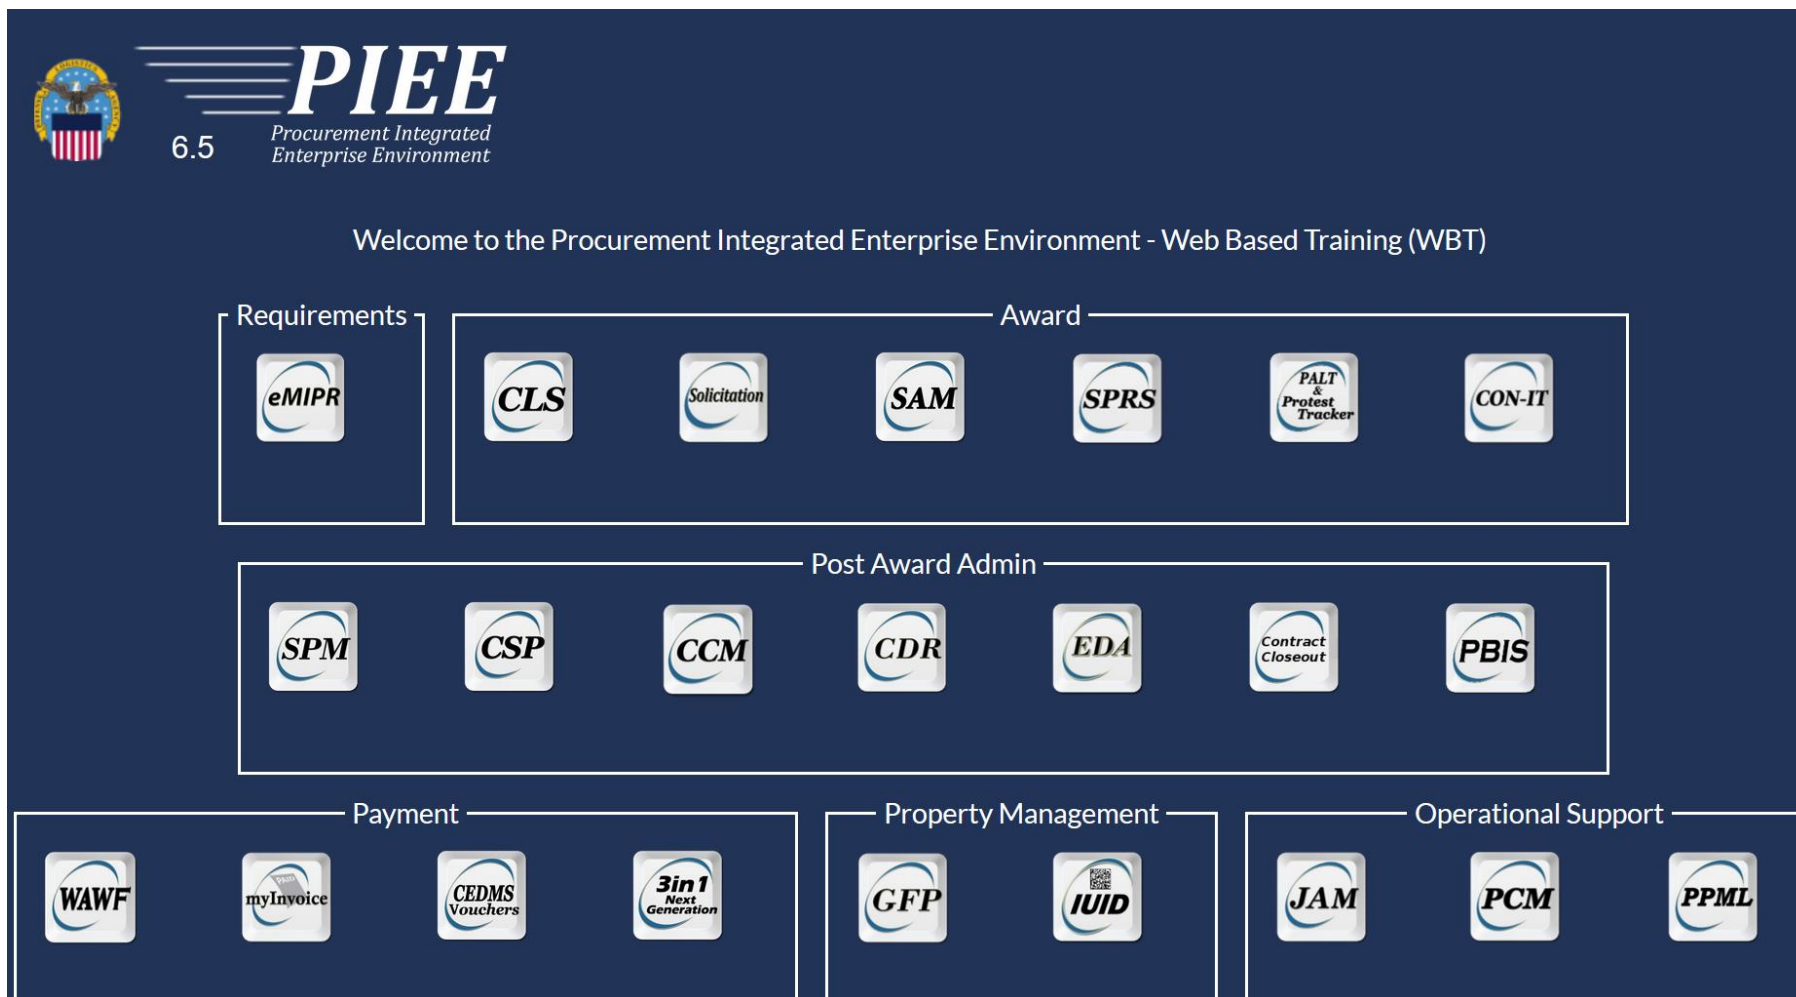 PIEE
6.5
Procurement Integrated
Enterprise Environment
Welcome to the Procurement Integrated Enterprise Environment - Web Based Training (WBT)
Requirements
eMIPR
Award
CLS
Solicitation
SAM
SPRS
PALT
&
Protest
Tracker
CON-IT
Post Award Admin
SPM
CSP
CCM
CDR
EDA
Contract
Closeout
PBIS
Payment
WAWF
PAID
myInvoice
CEDMS
Vouchers
3in1
Next
Generation
Property Management
GFP
IUID
Operational Support
JAM
PCM
PPML